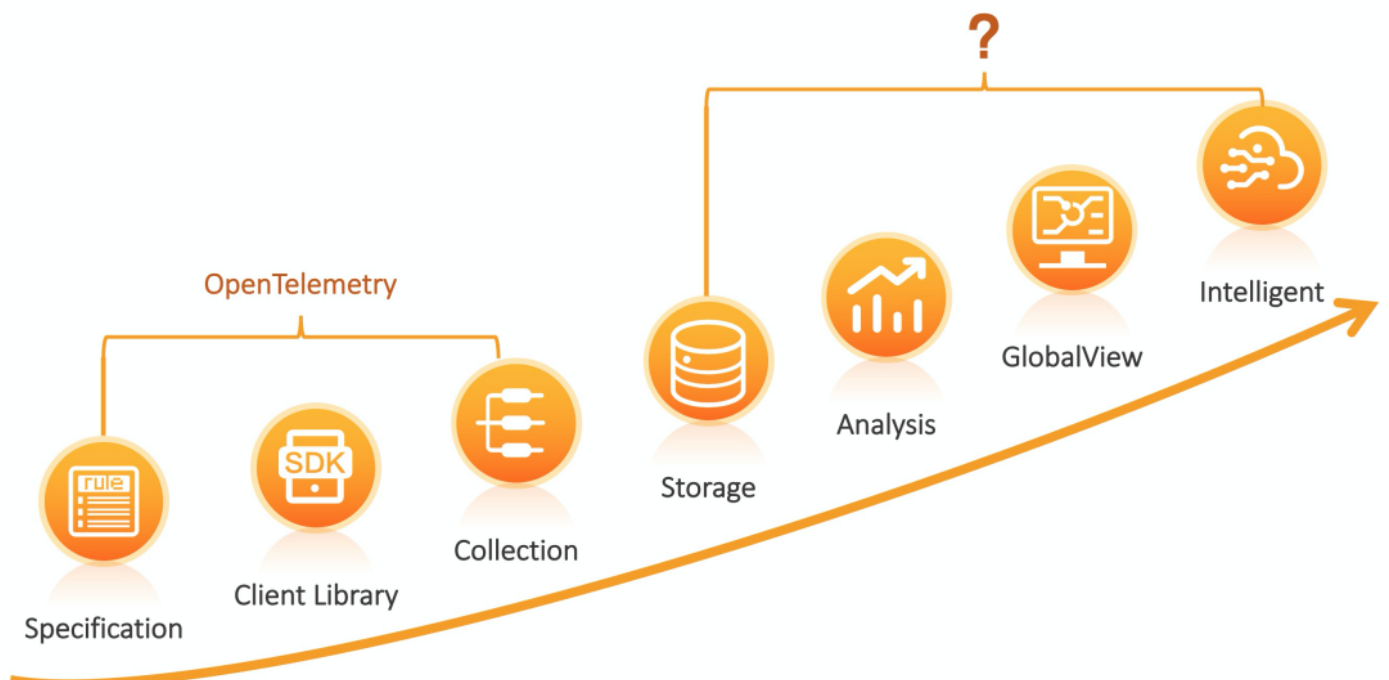 ?
OpenTelemetry
rule
Specification
SDK
Client Library
Collection
Storage
Analysis
GlobalView
Intelligent